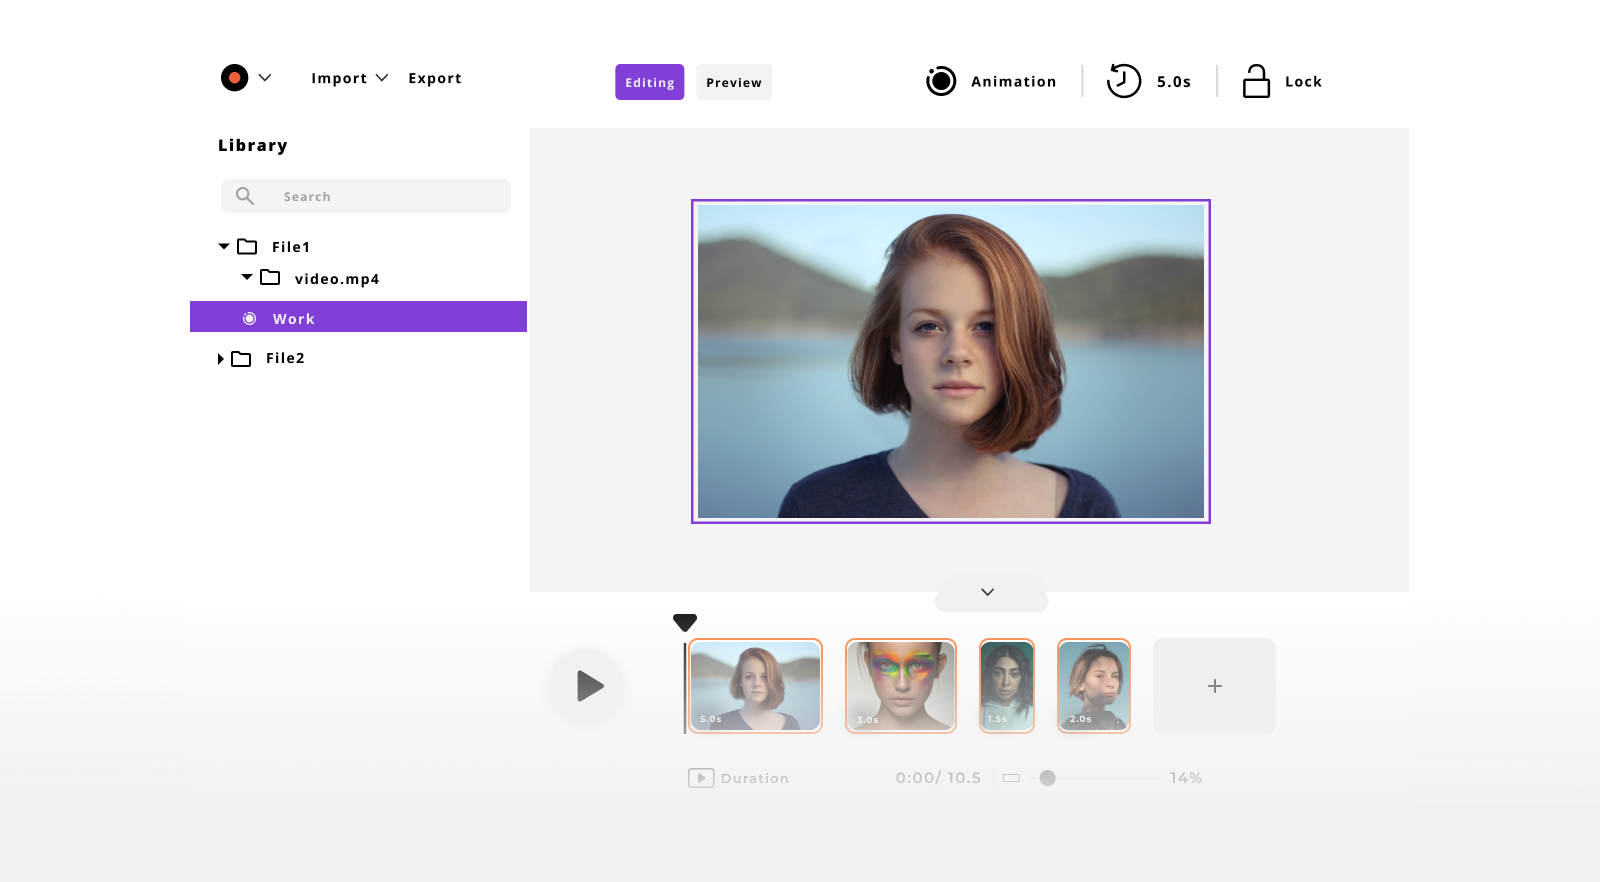 Import Export
Editing Preview
Animation 5.0s Lock
Library
Search
File1
video.mp4
Work
File2
5.0s 3.0s 1.5s 2.0s
Duration 0:00/ 10.5 14%